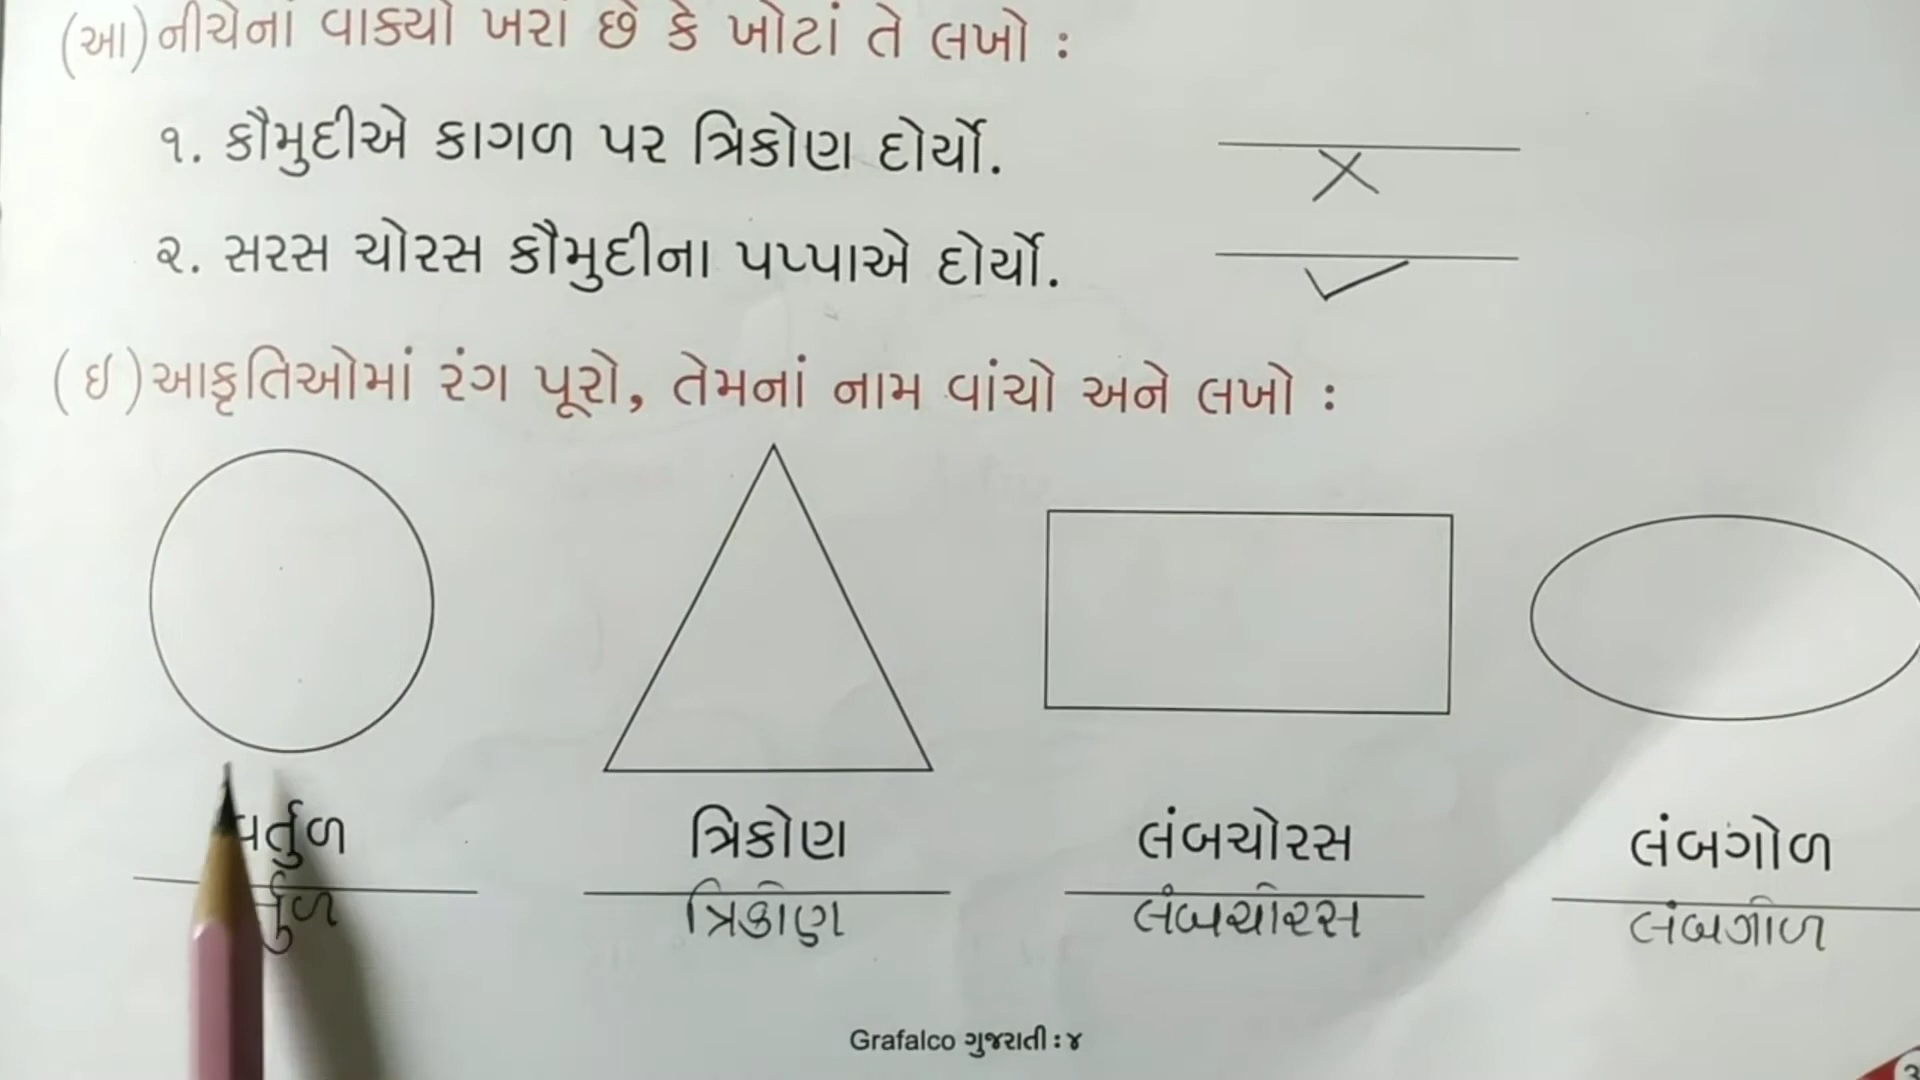 (આ) નીચેનાં વાક્યો ખરાં છે કે ખોટાં તે લખો :
૧. કૌમુદીએ કાગળ પર ત્રિકોણ દોર્યો.
૨. સરસ ચોરસ કૌમુદીના પપ્પાએ દોર્યો.
(ઈ) આકૃતિઓમાં રંગ પૂરો, તેમનાં નામ વાંચો અને લખો :
વર્તુળ ત્રિકોણ લંબચોરસ લંબગોળ
ત્રિકોણ લંબચોરસ લંબગોળ
Grafalco ગુજરાતી : ૪